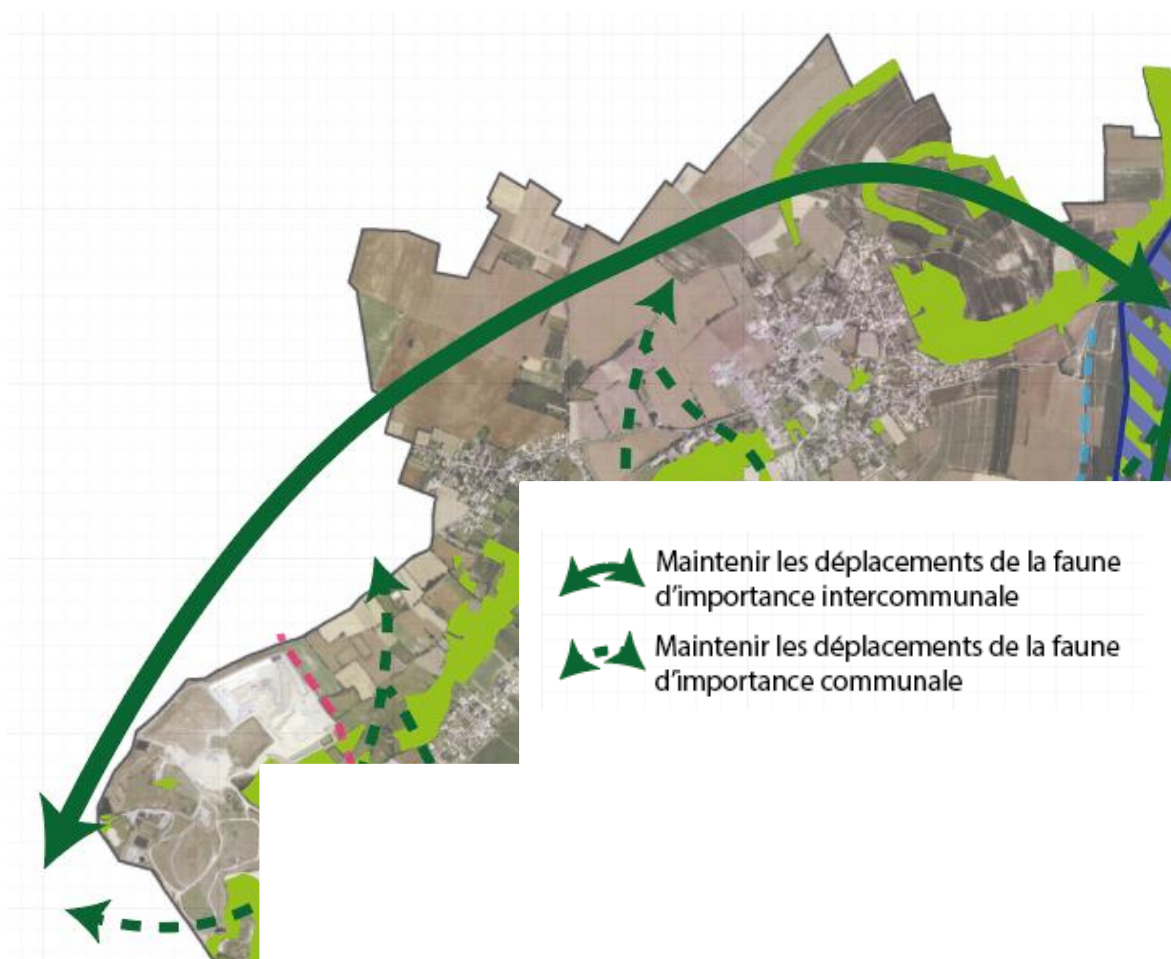 Maintenir les déplacements de la faune
d’importance intercommunale
Maintenir les déplacements de la faune
d’importance communale